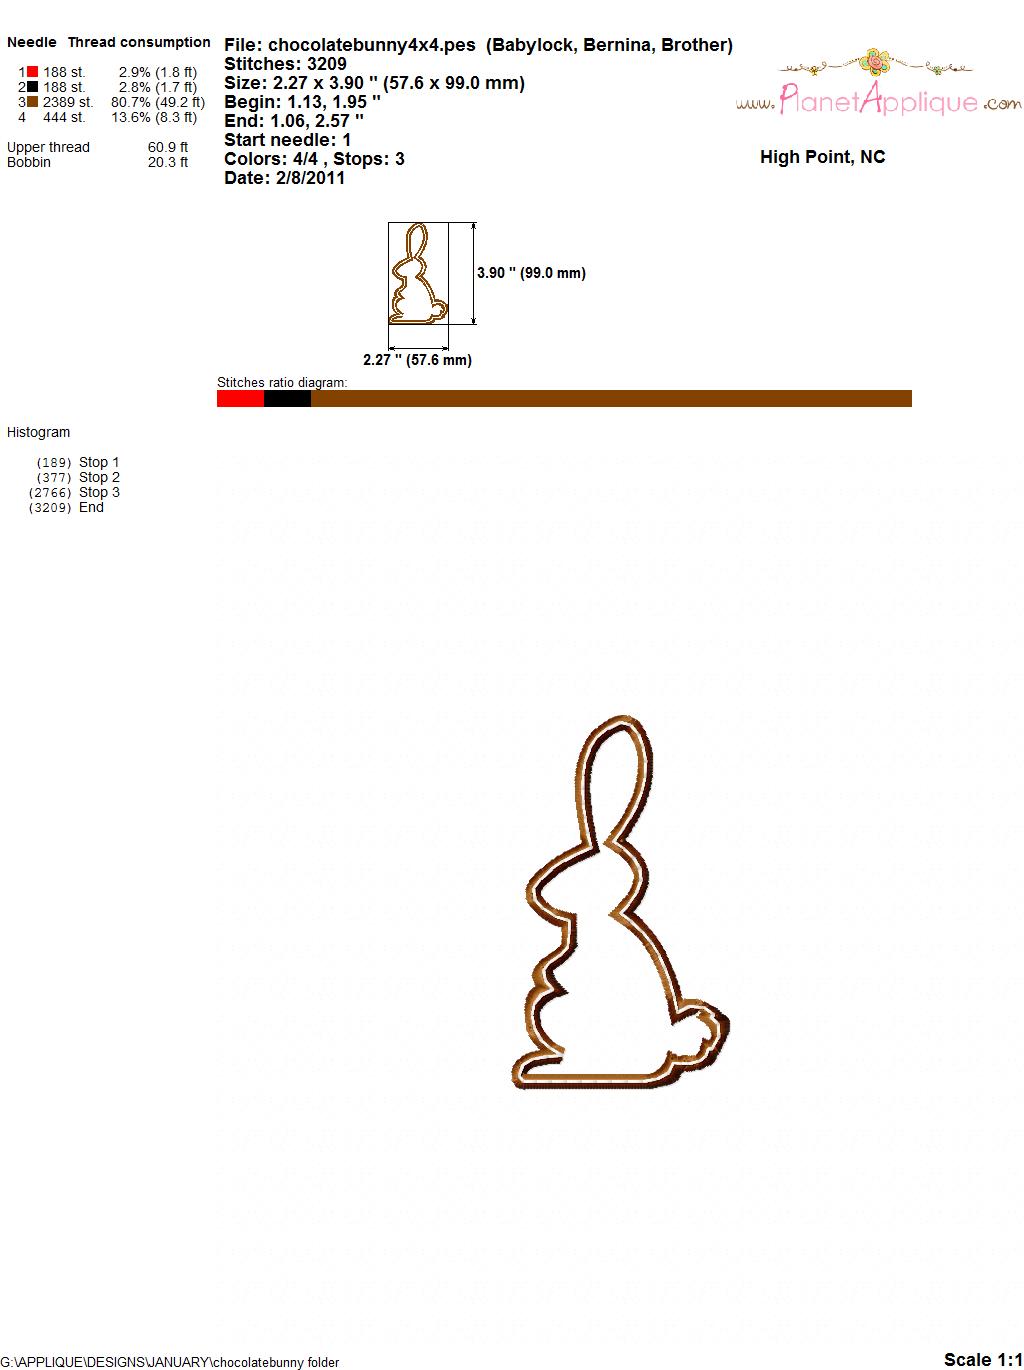 Needle Thread consumption
1 188 st. 2.9% (1.8 ft)
2 188 st. 2.8% (1.7 ft)
3 2389 st. 80.7% (49.2 ft)
4 444 st. 13.6% (8.3 ft)
Upper thread 60.9 ft
Bobbin 20.3 ft
File: chocolatebunny4x4.pes (Babylock, Bernina, Brother)
Stitches: 3209
Size: 2.27 x 3.90 " (57.6 x 99.0 mm)
Begin: 1.13, 1.95 "
End: 1.06, 2.57 "
Start needle: 1
Colors: 4/4 , Stops: 3
Date: 2/8/2011
www.PlanetApplique.com
High Point, NC
3.90 " (99.0 mm)
2.27 " (57.6 mm)
Stitches ratio diagram:
Histogram
(189) Stop 1
(377) Stop 2
(2766) Stop 3
(3209) End
G:\APPLIQUE\DESIGNS\JANUARY\chocolatebunny folder
Scale 1:1